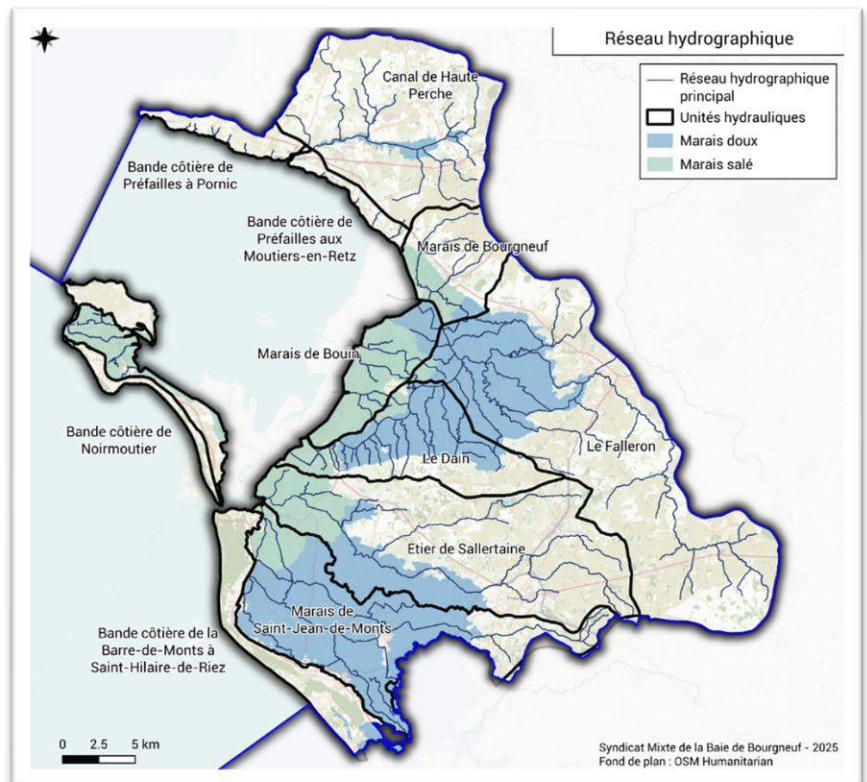 Réseau hydrographique
Réseau hydrographique
principal
Unités hydrauliques
Marais doux
Marais salé
Canal de Haute
Perche
Bande côtière de
Préfailles à Pornic
Bande côtière de
Préfailles aux
Moutiers-en-Retz
Marais de Bourgneuf
Marais de Bouin
Bande côtière de
Noirmoutier
Le Dain
Le Falleron
Etier de Sallertaine
Marais de
Saint-Jean-de-Monts
Bande côtière de la
Barre-de-Monts à
Saint-Hilaire-de-Riez
0 2.5 5 km
Syndicat Mixte de la Baie de Bourgneuf - 2025
Fond de plan : OSM Humanitarian